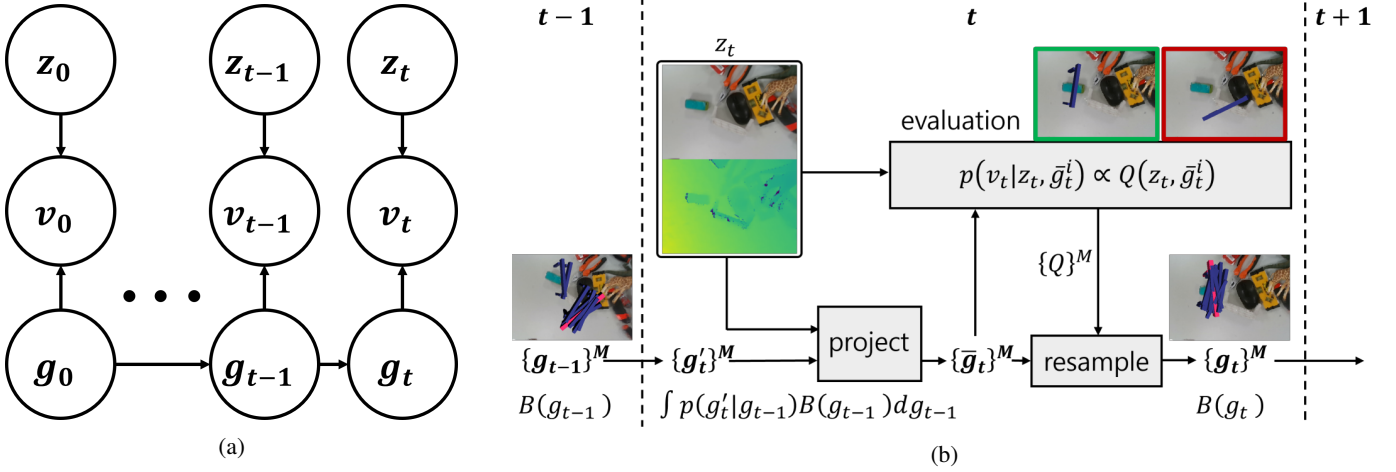 z₀ z_{t−1} z_t
v₀ v_{t−1} v_t
• • •
g₀ g_{t−1} g_t
(a)
t − 1 t t + 1
z_t
evaluation
p(v_t|z_t, ḡ_t^i) ∝ Q(z_t, ḡ_t^i)
{Q}^M
project
resample
{g_{t−1}}^M {g′_t}^M {ḡ_t}^M {g_t}^M
B(g_{t−1}) ∫ p(g′_t|g_{t−1})B(g_{t−1})dg_{t−1} B(g_t)
(b)